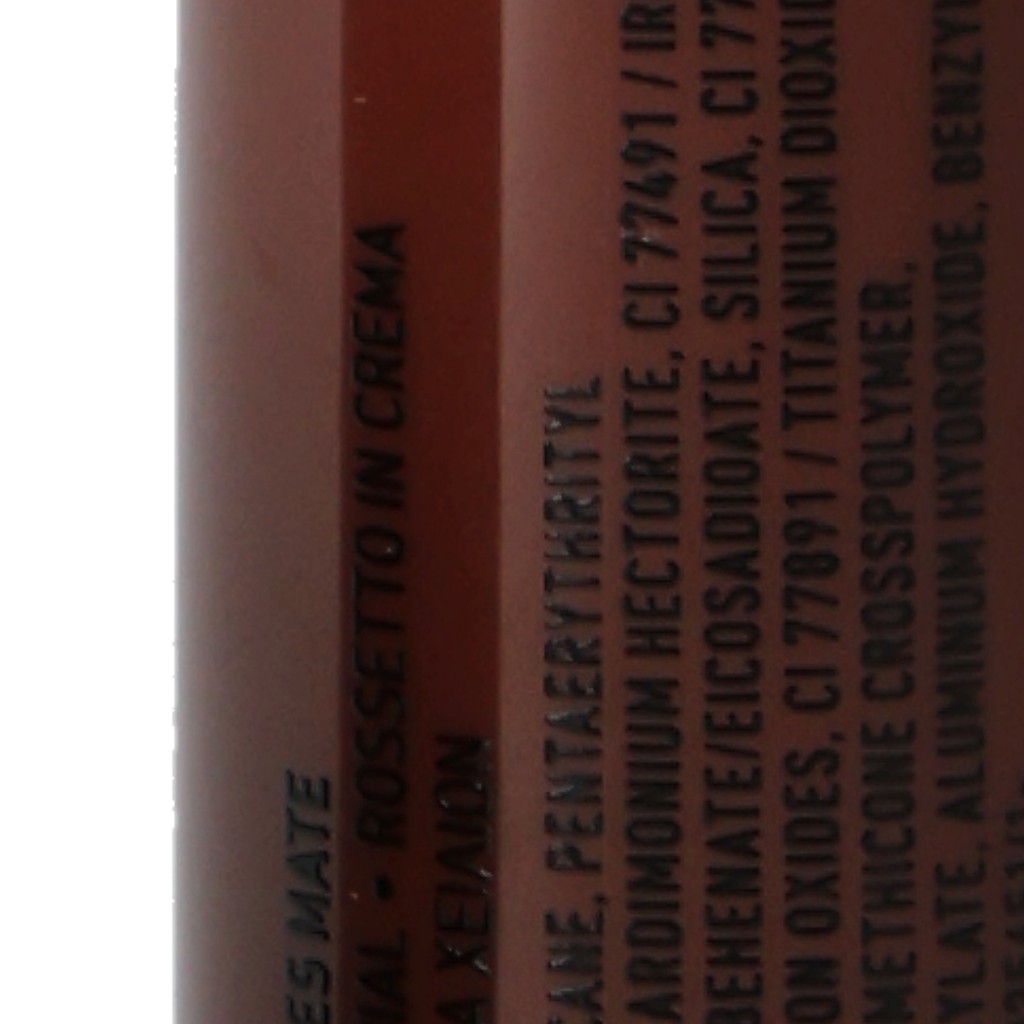 ES MATE
UAL • ROSSETTO IN CREMA
A ΧΕΙΛΙΩΝ
ANE, PENTAERYTHRITYL
ARDIMONIUM HECTORITE, CI 77491 / IR
BEHENATE/EICOSADIOATE, SILICA, CI 77
ON OXIDES, CI 77891 / TITANIUM DIOXID
METHICONE CROSSPOLYMER,
YLATE, ALUMINUM HYDROXIDE, BENZY